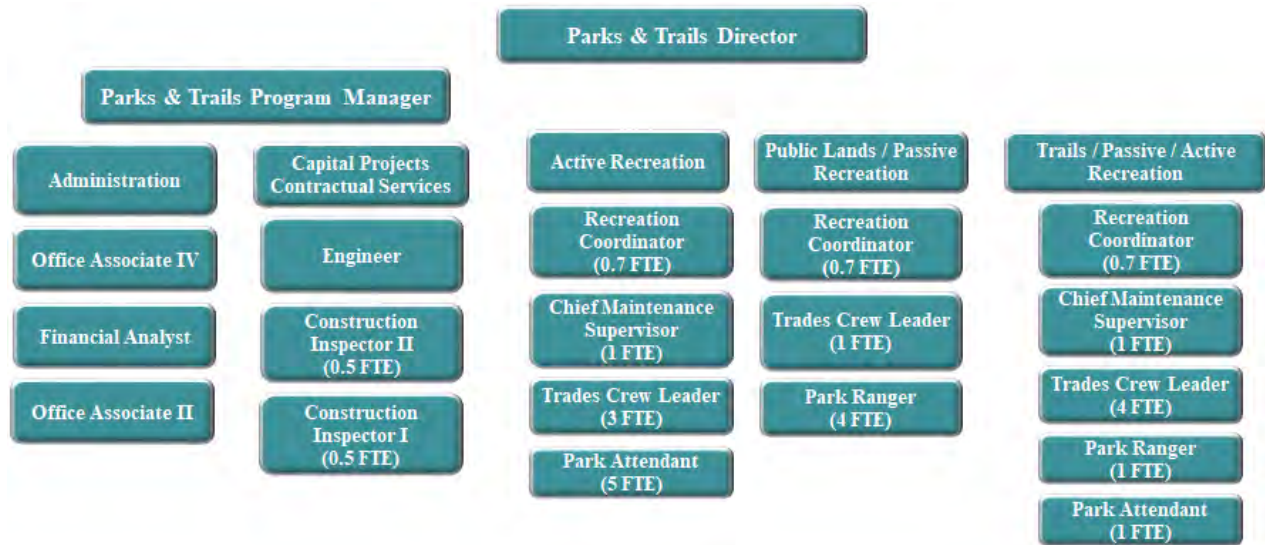 Parks & Trails Director
Parks & Trails Program Manager
Administration
Office Associate IV
Financial Analyst
Office Associate II
Capital Projects
Contractual Services
Engineer
Construction
Inspector II
(0.5 FTE)
Construction
Inspector I
(0.5 FTE)
Active Recreation
Recreation
Coordinator
(0.7 FTE)
Chief Maintenance
Supervisor
(1 FTE)
Trades Crew Leader
(3 FTE)
Park Attendant
(5 FTE)
Public Lands / Passive
Recreation
Recreation
Coordinator
(0.7 FTE)
Trades Crew Leader
(1 FTE)
Park Ranger
(4 FTE)
Trails / Passive / Active
Recreation
Recreation
Coordinator
(0.7 FTE)
Chief Maintenance
Supervisor
(1 FTE)
Trades Crew Leader
(4 FTE)
Park Ranger
(1 FTE)
Park Attendant
(1 FTE)